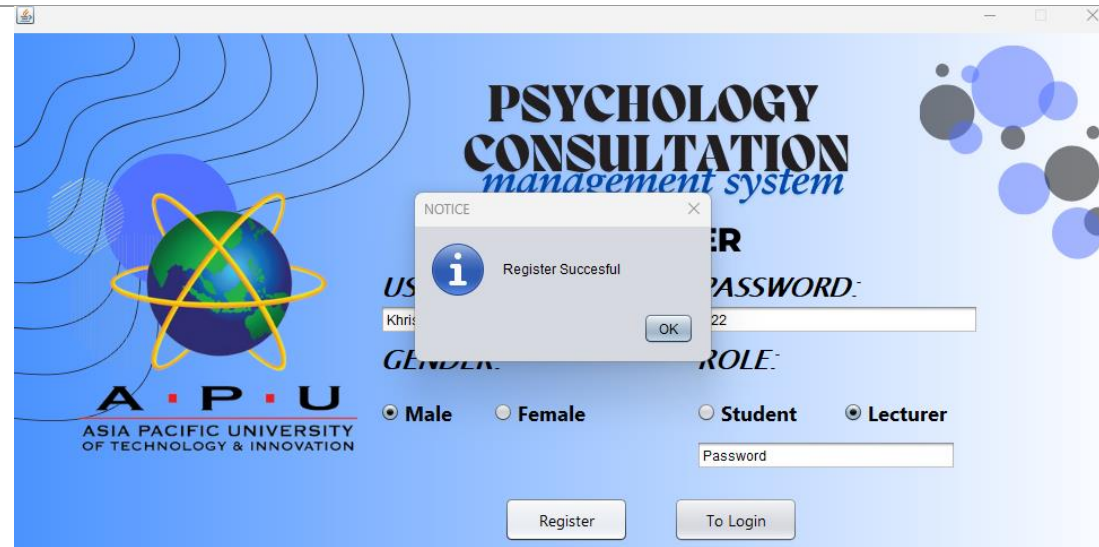 PSYCHOLOGY
CONSULTATION
management system
NOTICE
Register Succesful
OK
ER
US
PASSWORD:
Khris
22
GENDER:
ROLE:
Male
Female
Student
Lecturer
Password
Register
To Login
A · P · U
ASIA PACIFIC UNIVERSITY
OF TECHNOLOGY & INNOVATION